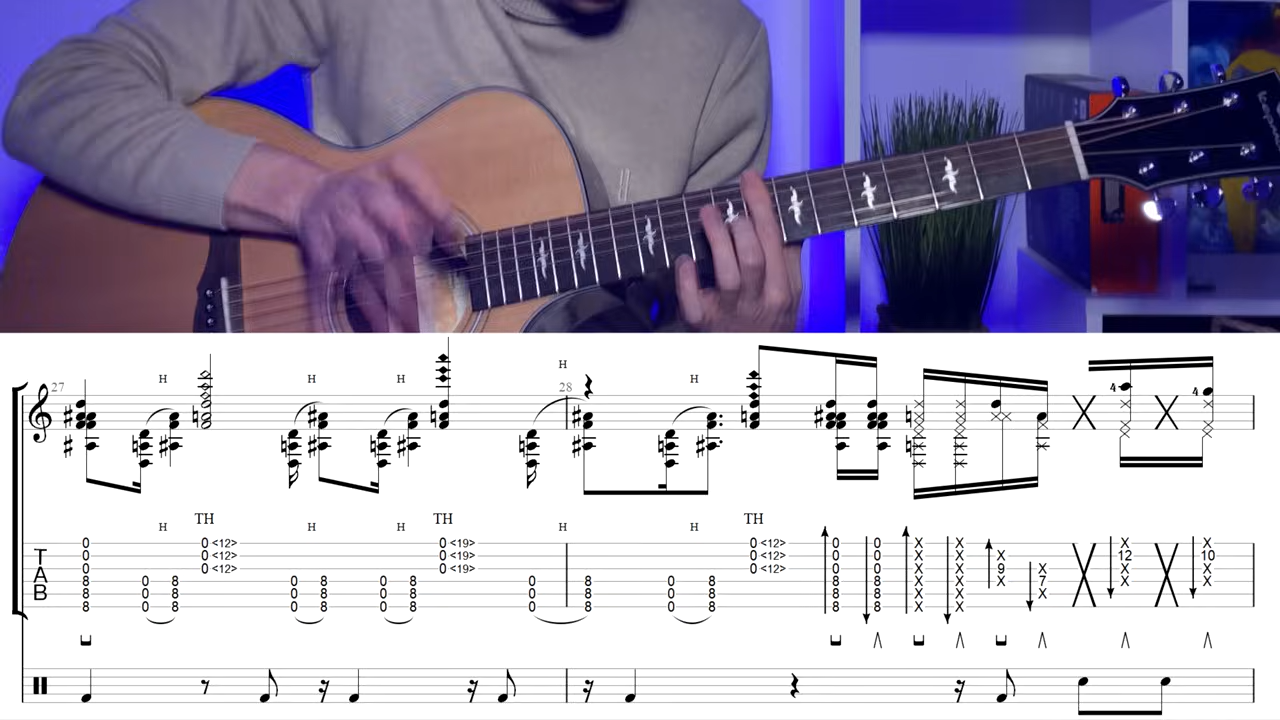 27 H H H H 28 H
4 4
TH TH TH
H H H H H
0 0 <12> 0 <19> 0 <12> 0 0 X X X X
0 0 <12> 0 <19> 0 <12> 0 0 X X X 12 10
T 0 0 <12> 0 <19> 0 <12> 0 0 X X 9 X X X
A 8 0 8 0 8 0 8 0 8 0 8 8 8 X X X 7 X X
B 8 0 8 0 8 0 8 0 8 0 8 8 8 X X X
8 0 8 0 8 0 8 0 8 0 8 8 8 X X